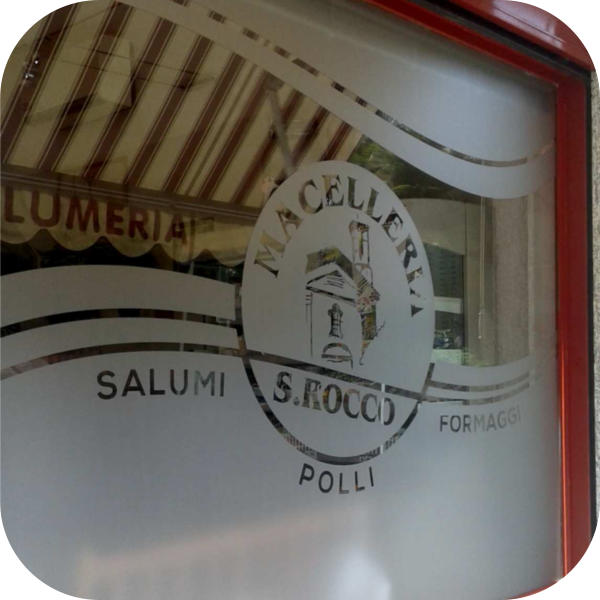 LUMERIA
MACELLERIA
S.ROCCO
SALUMI
FORMAGGI
POLLI